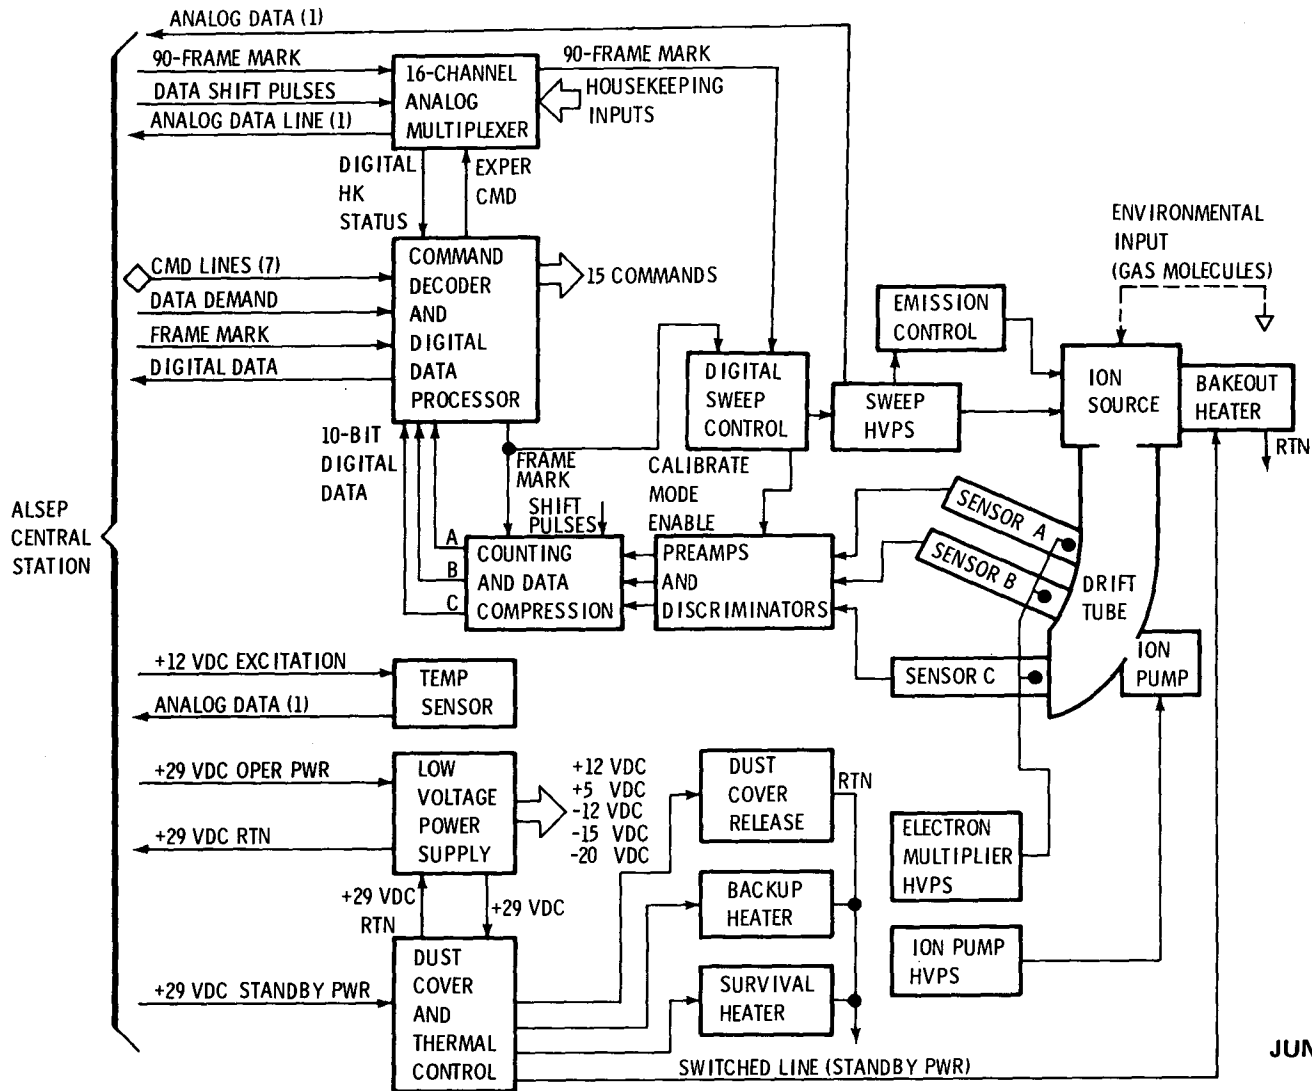 ANALOG DATA (1)
90-FRAME MARK
DATA SHIFT PULSES
ANALOG DATA LINE (1)
16-CHANNEL
ANALOG
MULTIPLEXER
90-FRAME MARK
HOUSEKEEPING
INPUTS
DIGITAL
HK
STATUS
EXPER
CMD
CMD LINES (7)
DATA DEMAND
FRAME MARK
DIGITAL DATA
COMMAND
DECODER
AND
DIGITAL
DATA
PROCESSOR
15 COMMANDS
ENVIRONMENTAL
INPUT
(GAS MOLECULES)
EMISSION
CONTROL
DIGITAL
SWEEP
CONTROL
SWEEP
HVPS
ION
SOURCE
BAKEOUT
HEATER
RTN
10-BIT
DIGITAL
DATA
FRAME
MARK
SHIFT
PULSES
CALIBRATE
MODE
ENABLE
ALSEP
CENTRAL
STATION
A
B
C
COUNTING
AND DATA
COMPRESSION
PREAMPS
AND
DISCRIMINATORS
SENSOR A
SENSOR B
SENSOR C
DRIFT
TUBE
ION
PUMP
+12 VDC EXCITATION
ANALOG DATA (1)
TEMP
SENSOR
+29 VDC OPER PWR
+29 VDC RTN
LOW
VOLTAGE
POWER
SUPPLY
+12 VDC
+5 VDC
-12 VDC
-15 VDC
-20 VDC
DUST
COVER
RELEASE
RTN
ELECTRON
MULTIPLIER
HVPS
+29 VDC
RTN
+29 VDC
BACKUP
HEATER
ION PUMP
HVPS
+29 VDC STANDBY PWR
DUST
COVER
AND
THERMAL
CONTROL
SURVIVAL
HEATER
SWITCHED LINE (STANDBY PWR)
JUN